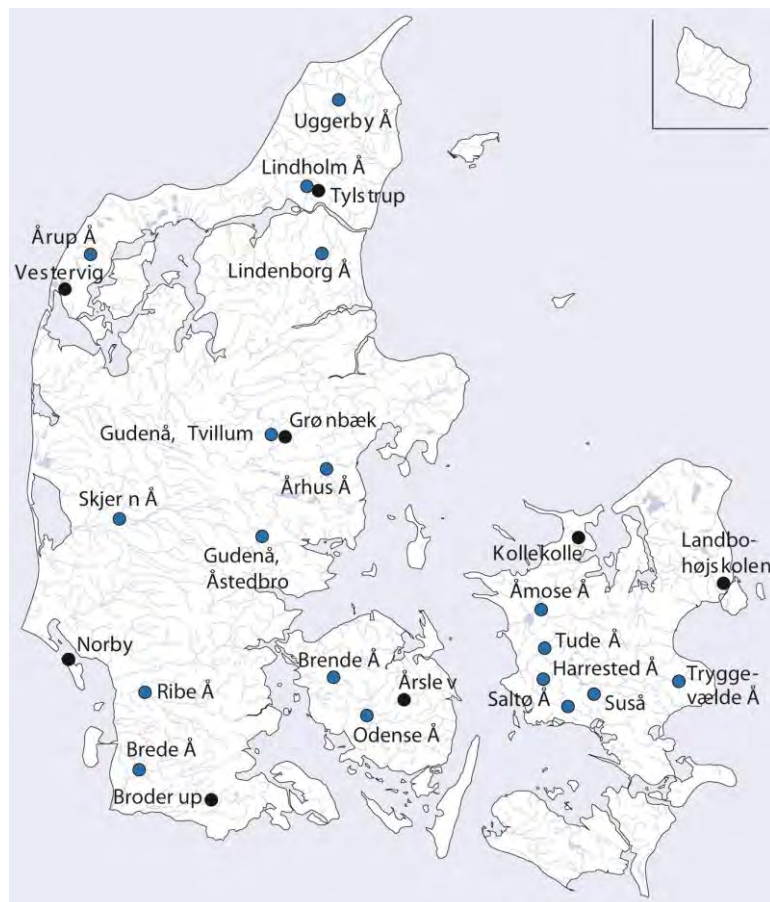 Uggerby Å
Lindholm Å
Tylstrup
Årup Å
Vestervig
Lindenborg Å
Grønbæk
Gudenå, Tvillum
Århus Å
Skjern Å
Gudenå,
Åstedbro
Kollekolle
Landbo-
højskolen
Åmose Å
Norby
Tude Å
Brende Å
Harrested Å
Årslev
Trygge-
vælde Å
Ribe Å
Saltø Å
Suså
Odense Å
Brede Å
Broderup